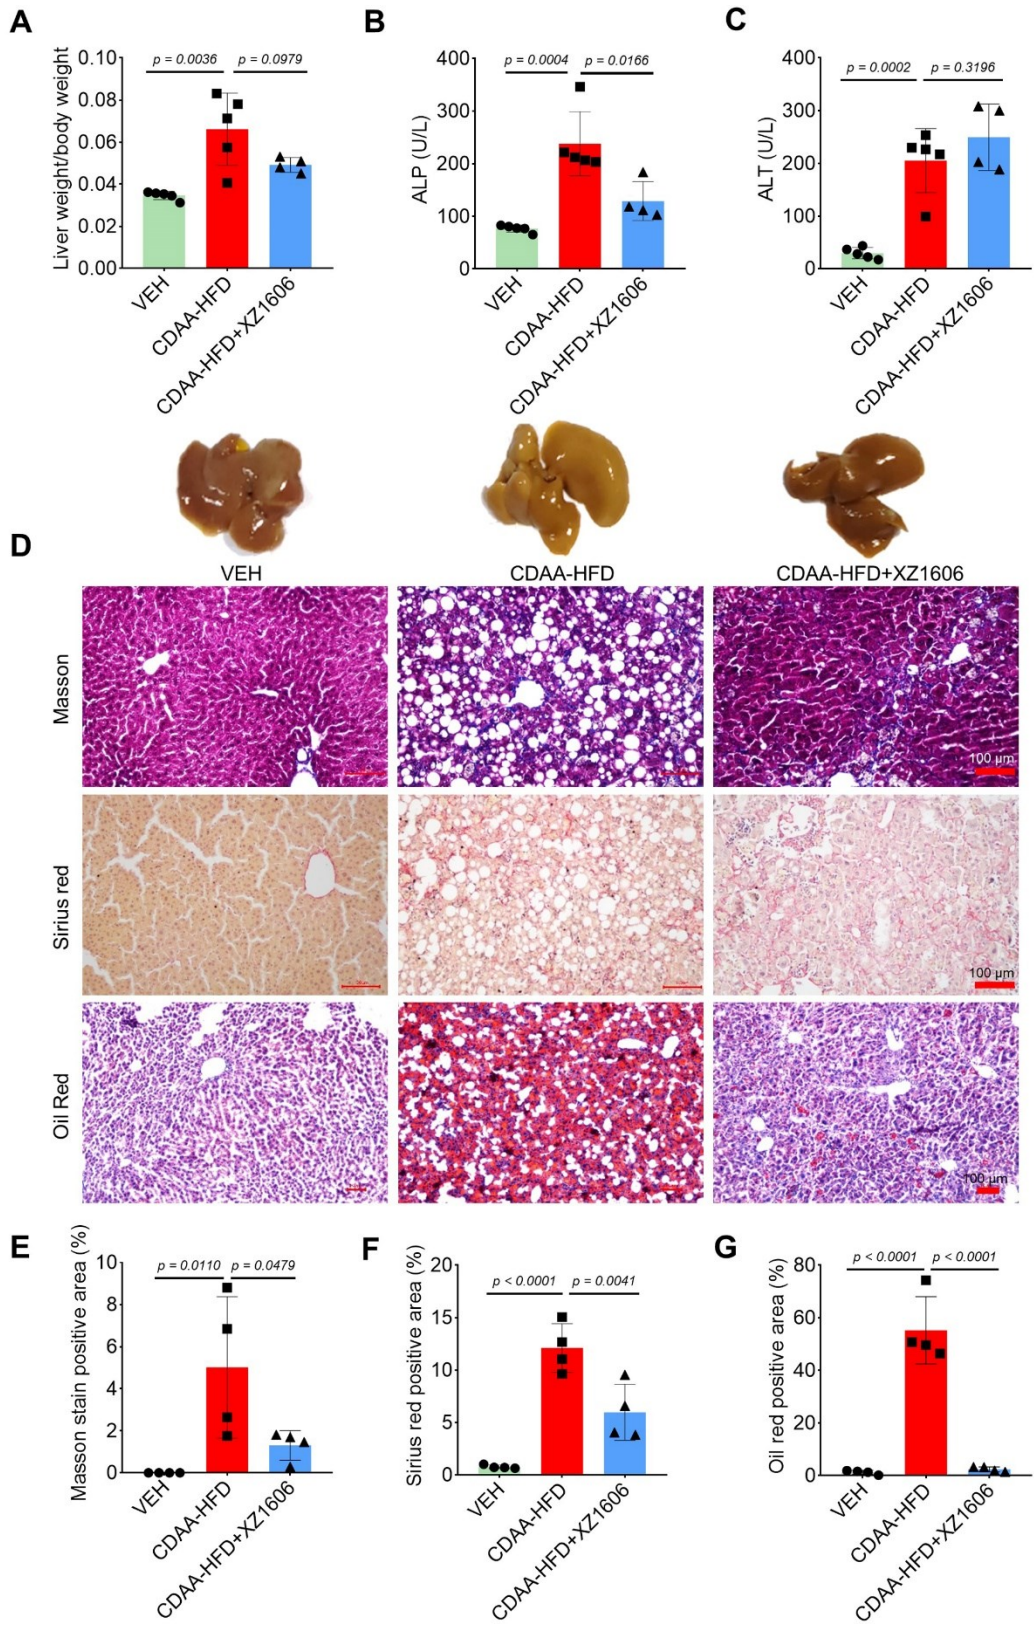 A
Liver weight/body weight
0.10
0.08
0.06
0.04
0.02
0.00
p = 0.0036
p = 0.0979
VEH
CDAA-HFD
CDAA-HFD+XZ1606
B
ALP (U/L)
400
300
200
100
0
p = 0.0004
p = 0.0166
VEH
CDAA-HFD
CDAA-HFD+XZ1606
C
ALT (U/L)
400
300
200
100
0
p = 0.0002
p = 0.3196
VEH
CDAA-HFD
CDAA-HFD+XZ1606
D
VEH
CDAA-HFD
CDAA-HFD+XZ1606
Masson
100 µm
Sirius red
100 µm
Oil Red
100 µm
E
Masson stain positive area (%)
10
8
6
4
2
0
p = 0.0110
p = 0.0479
VEH
CDAA-HFD
CDAA-HFD+XZ1606
F
Sirius red positive area (%)
20
15
10
5
0
p < 0.0001
p = 0.0041
VEH
CDAA-HFD
CDAA-HFD+XZ1606
G
Oil red positive area (%)
80
60
40
20
0
p < 0.0001
p < 0.0001
VEH
CDAA-HFD
CDAA-HFD+XZ1606